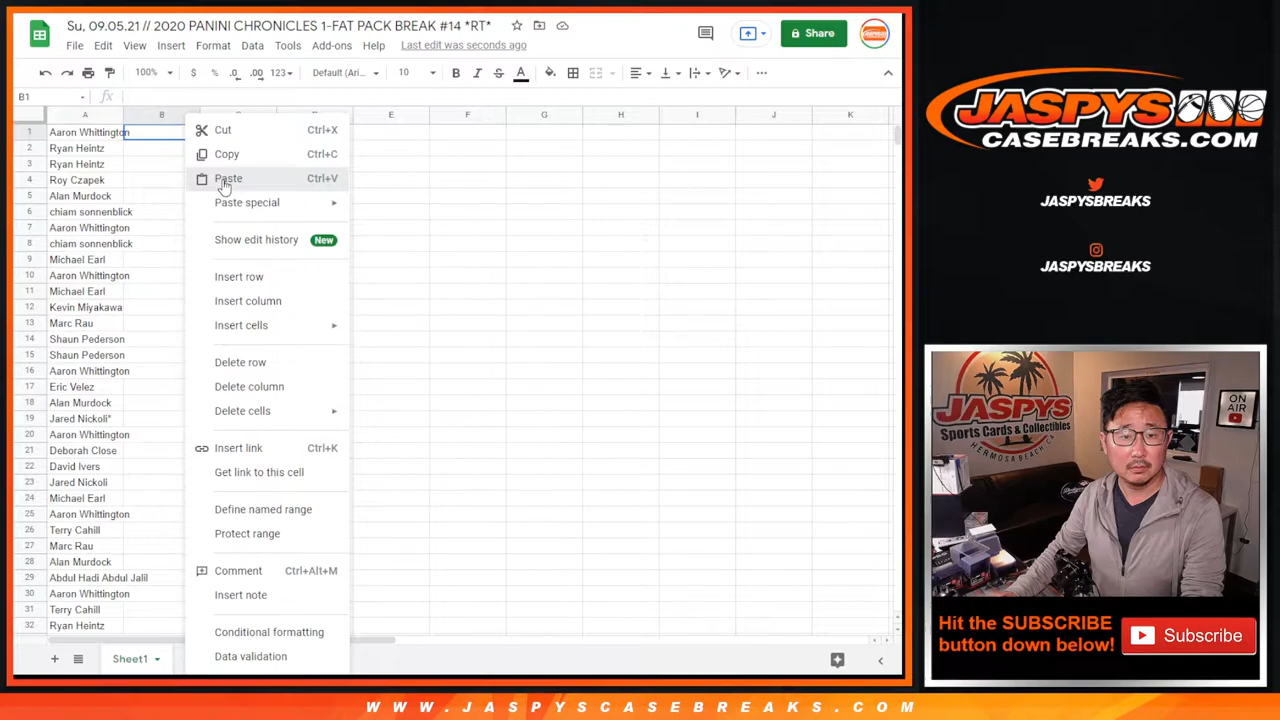 Su, 09.05.21 // 2020 PANINI CHRONICLES 1-FAT PACK BREAK #14 *RT*
File Edit View Insert Format Data Tools Add-ons Help Last edit was seconds ago
Share
100% $ % .0 .00 123 Default (Ari... 10 B I S A
B1 fx
A B E F G H I J K
1 Aaron Whittington
2 Ryan Heintz
3 Ryan Heintz
4 Roy Czapek
5 Alan Murdock
6 chiam sonnenblick
7 Aaron Whittington
8 chiam sonnenblick
9 Michael Earl
10 Aaron Whittington
11 Michael Earl
12 Kevin Miyakawa
13 Marc Rau
14 Shaun Pederson
15 Shaun Pederson
16 Aaron Whittington
17 Eric Velez
18 Alan Murdock
19 Jared Nickoli*
20 Aaron Whittington
21 Deborah Close
22 David Ivers
23 Jared Nickoli
24 Michael Earl
25 Aaron Whittington
26 Terry Cahill
27 Marc Rau
28 Alan Murdock
29 Abdul Hadi Abdul Jalil
30 Aaron Whittington
31 Terry Cahill
32 Ryan Heintz
Cut Ctrl+X
Copy Ctrl+C
Paste Ctrl+V
Paste special
Show edit history New
Insert row
Insert column
Insert cells
Delete row
Delete column
Delete cells
Insert link Ctrl+K
Get link to this cell
Define named range
Protect range
Comment Ctrl+Alt+M
Insert note
Conditional formatting
Data validation
Sheet1
JASPYS
CASEBREAKS.COM
JASPYSBREAKS
JASPYSBREAKS
JASPYS
Sports Cards & Collectibles
HERMOSA BEACH, CA
ON AIR
Hit the SUBSCRIBE
button down below!
Subscribe
WWW.JASPYSCASEBREAKS.COM